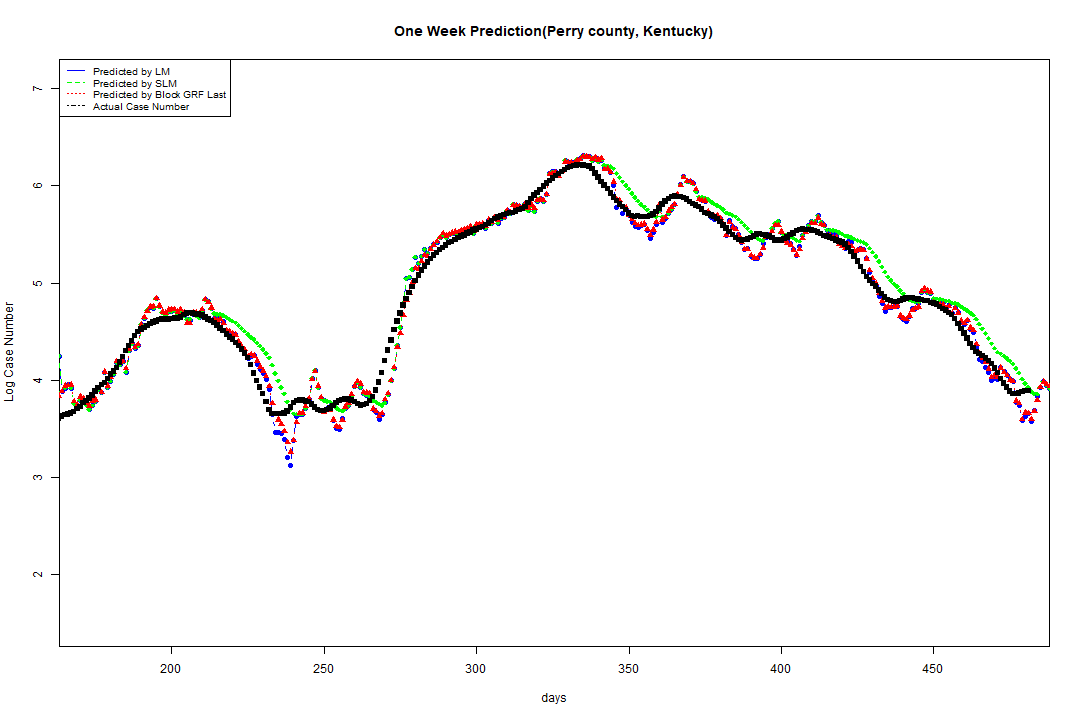 One Week Prediction(Perry county, Kentucky)
Predicted by LM
Predicted by SLM
Predicted by Block GRF Last
Actual Case Number
7
6
5
4
3
2
Log Case Number
200 250 300 350 400 450
days